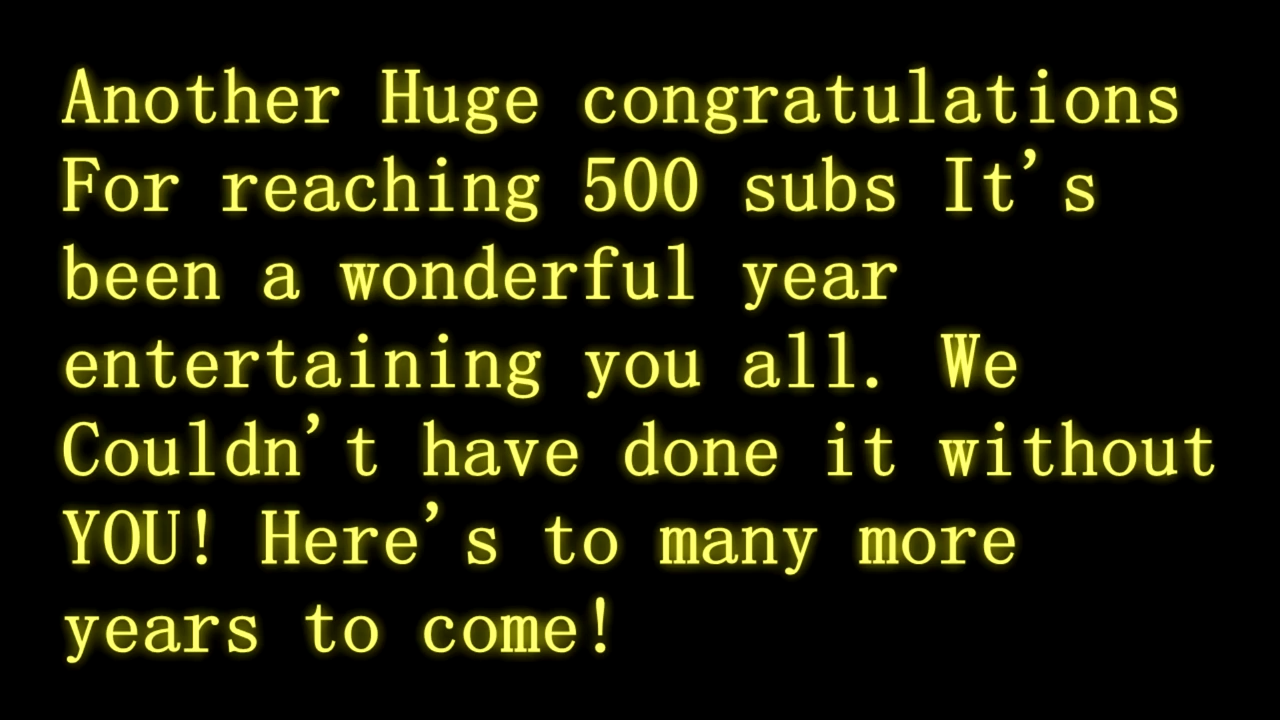 Another Huge congratulations
For reaching 500 subs It’s
been a wonderful year
entertaining you all. We
Couldn’t have done it without
YOU! Here’s to many more
years to come!